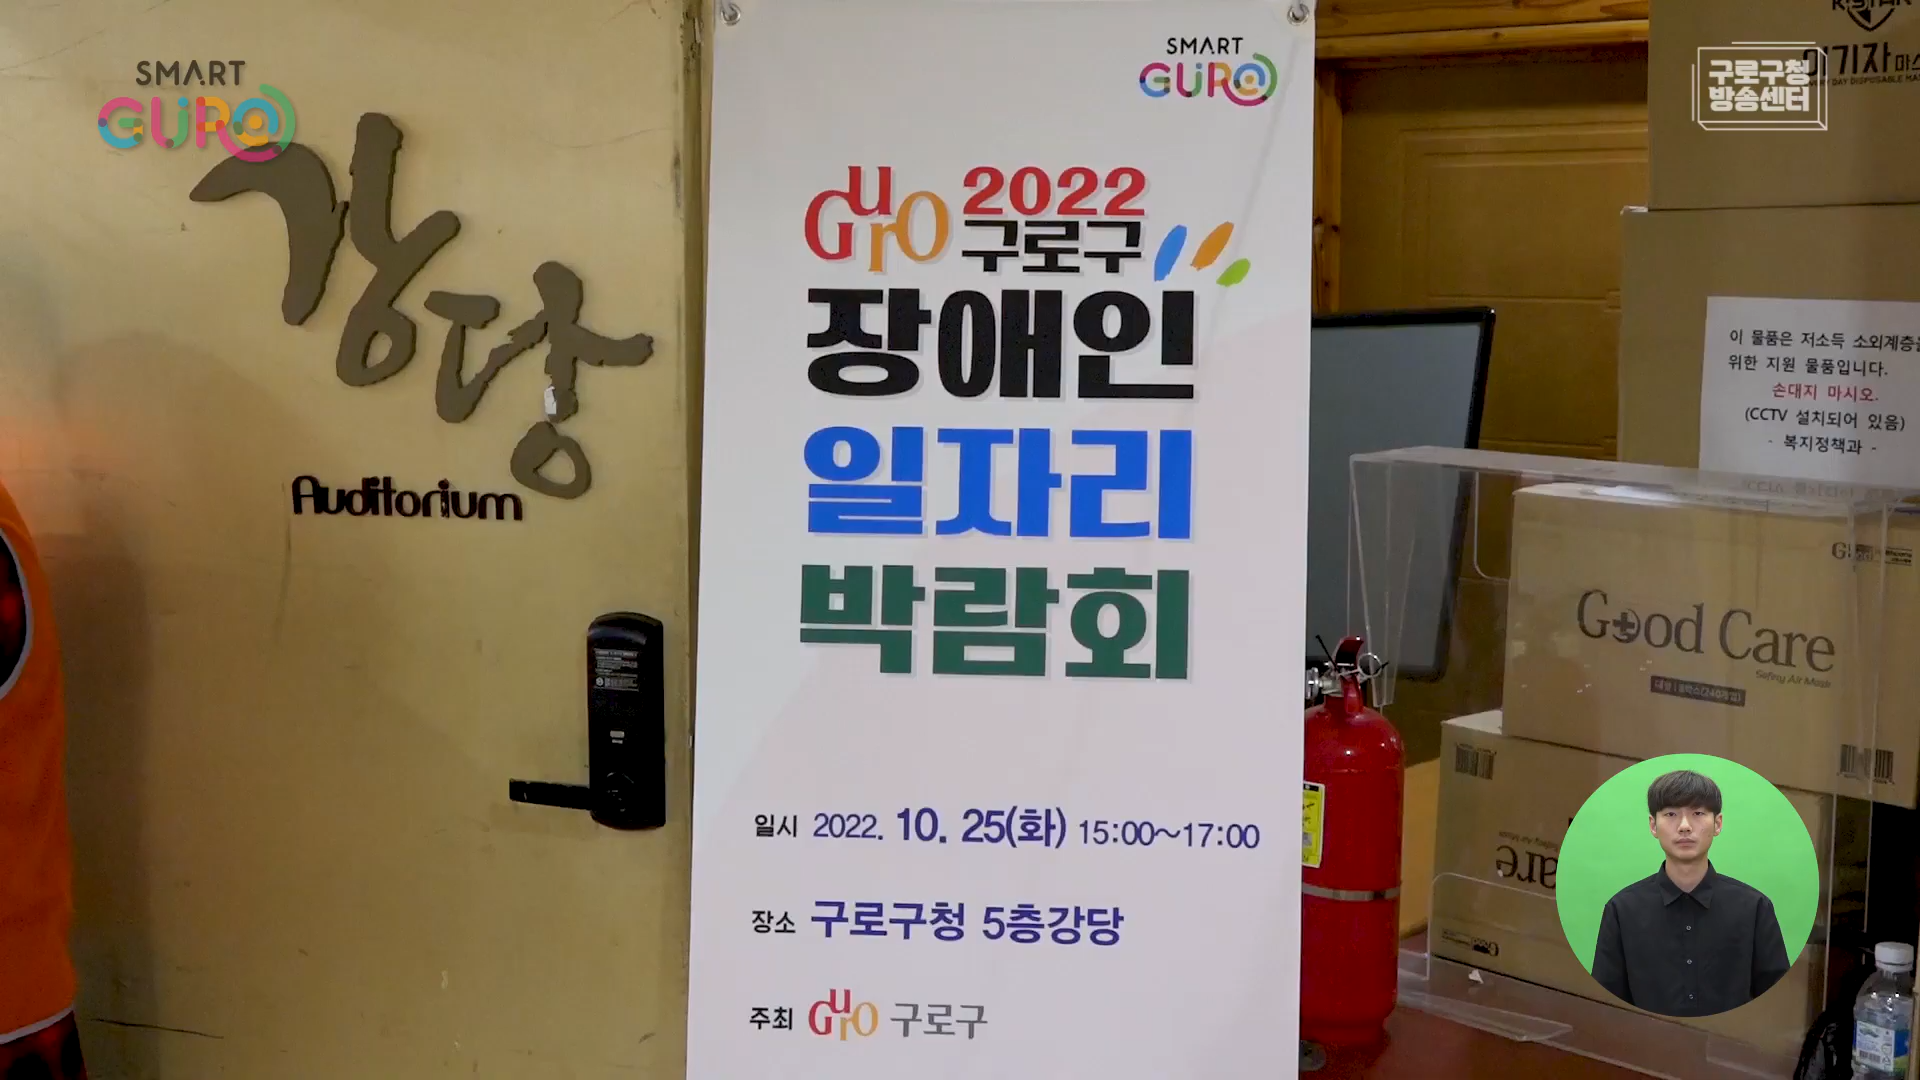 SMART
GURO
강당
Auditorium
SMART
GURO
Guro 2022
구로구
장애인
일자리
박람회
일시 2022. 10. 25(화) 15:00~17:00
장소 구로구청 5층강당
주최 Guro 구로구
구로구청
방송센터
K-STAR
이 물품은 저소득 소외계층을
위한 지원 물품입니다.
손대지 마시오.
(CCTV 설치되어 있음)
- 복지정책과 -
Good Care
Safing Air Mask